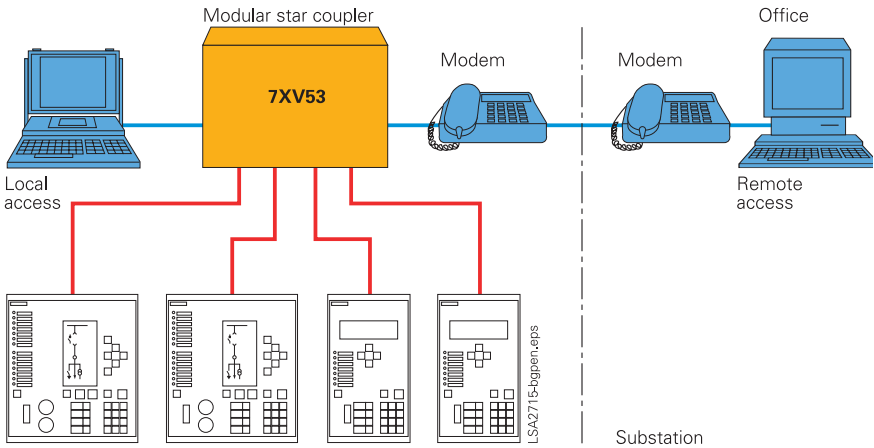 Modular star coupler
Office
Modem
Modem
7XV53
Local
access
Remote
access
LSA2715-bgpen.eps
Substation